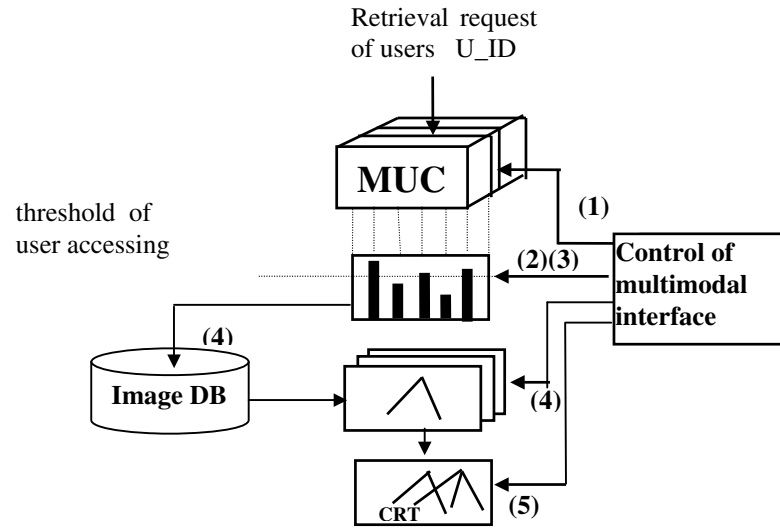 Retrieval request
of users U_ID
MUC
(1)
threshold of
user accessing
(2)(3)
Control of
multimodal
interface
(4)
Image DB
(4)
CRT
(5)